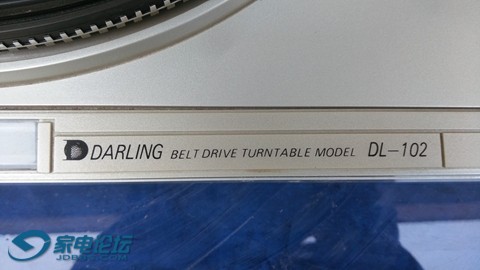 DARLING BELT DRIVE TURNTABLE MODEL DL-102
家电论坛